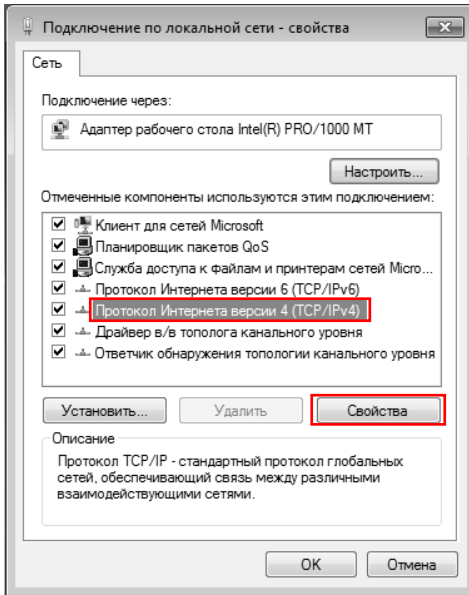 Подключение по локальной сети - свойства
Сеть
Подключение через:
Адаптер рабочего стола Intel(R) PRO/1000 MT
Настроить...
Отмеченные компоненты используются этим подключением:
Клиент для сетей Microsoft
Планировщик пакетов QoS
Служба доступа к файлам и принтерам сетей Micro...
Протокол Интернета версии 6 (TCP/IPv6)
Протокол Интернета версии 4 (TCP/IPv4)
Драйвер в/в тополога канального уровня
Ответчик обнаружения топологии канального уровня
Установить... Удалить Свойства
Описание
Протокол TCP/IP - стандартный протокол глобальных
сетей, обеспечивающий связь между различными
взаимодействующими сетями.
OK Отмена